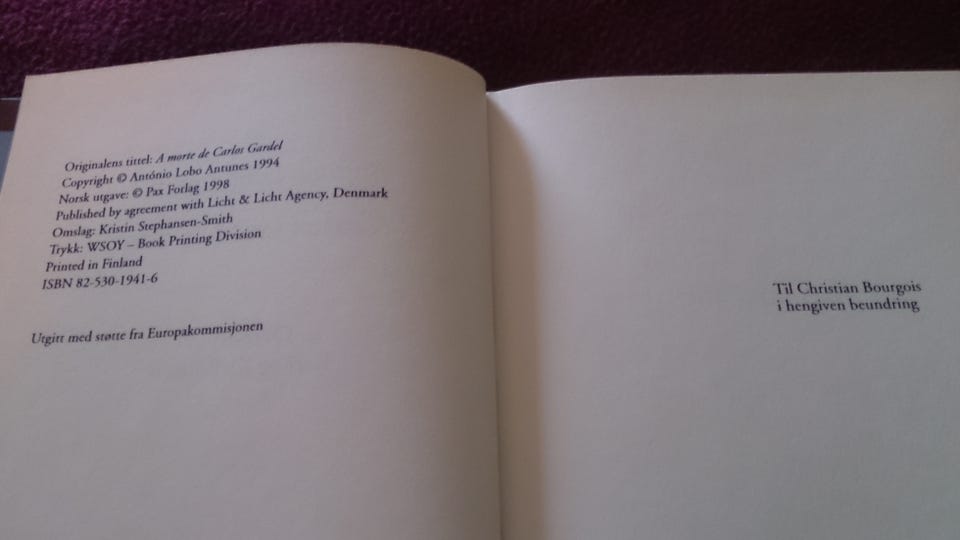 Originalens tittel: A morte de Carlos Gardel
Copyright © António Lobo Antunes 1994
Norsk utgave: © Pax Forlag 1998
Published by agreement with Licht & Licht Agency, Denmark
Omslag: Kristin Stephansen-Smith
Trykk: WSOY – Book Printing Division
Printed in Finland
ISBN 82-530-1941-6
Utgitt med støtte fra Europakommisjonen
Til Christian Bourgois
i hengiven beundring